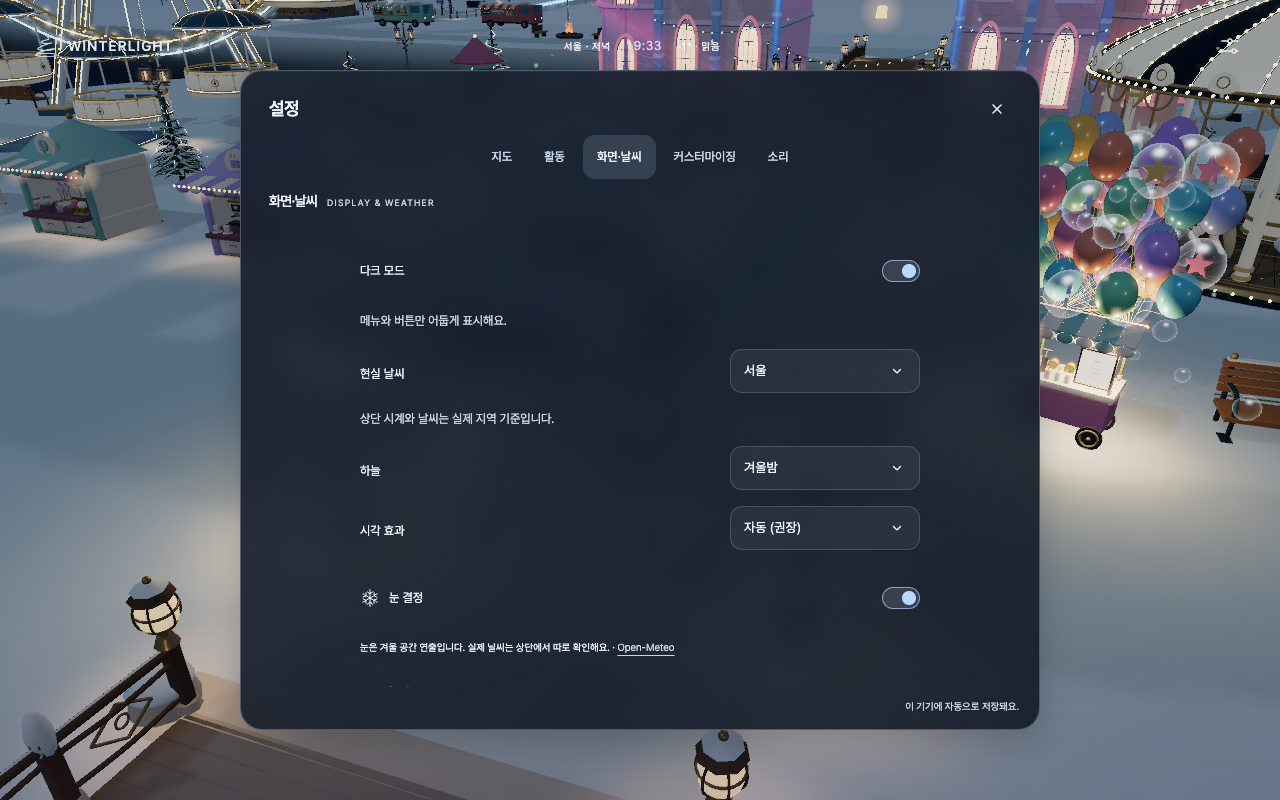 WINTERLIGHT
서울 · 저녁 9:33 맑음
설정
지도 활동 화면·날씨 커스터마이징 소리
화면·날씨 DISPLAY & WEATHER
다크 모드
메뉴와 버튼만 어둡게 표시해요.
현실 날씨 서울
상단 시계와 날씨는 실제 지역 기준입니다.
하늘 겨울밤
시각 효과 자동 (권장)
눈 결정
눈은 겨울 공간 연출입니다. 실제 날씨는 상단에서 따로 확인해요. · Open-Meteo
이 기기에 자동으로 저장돼요.